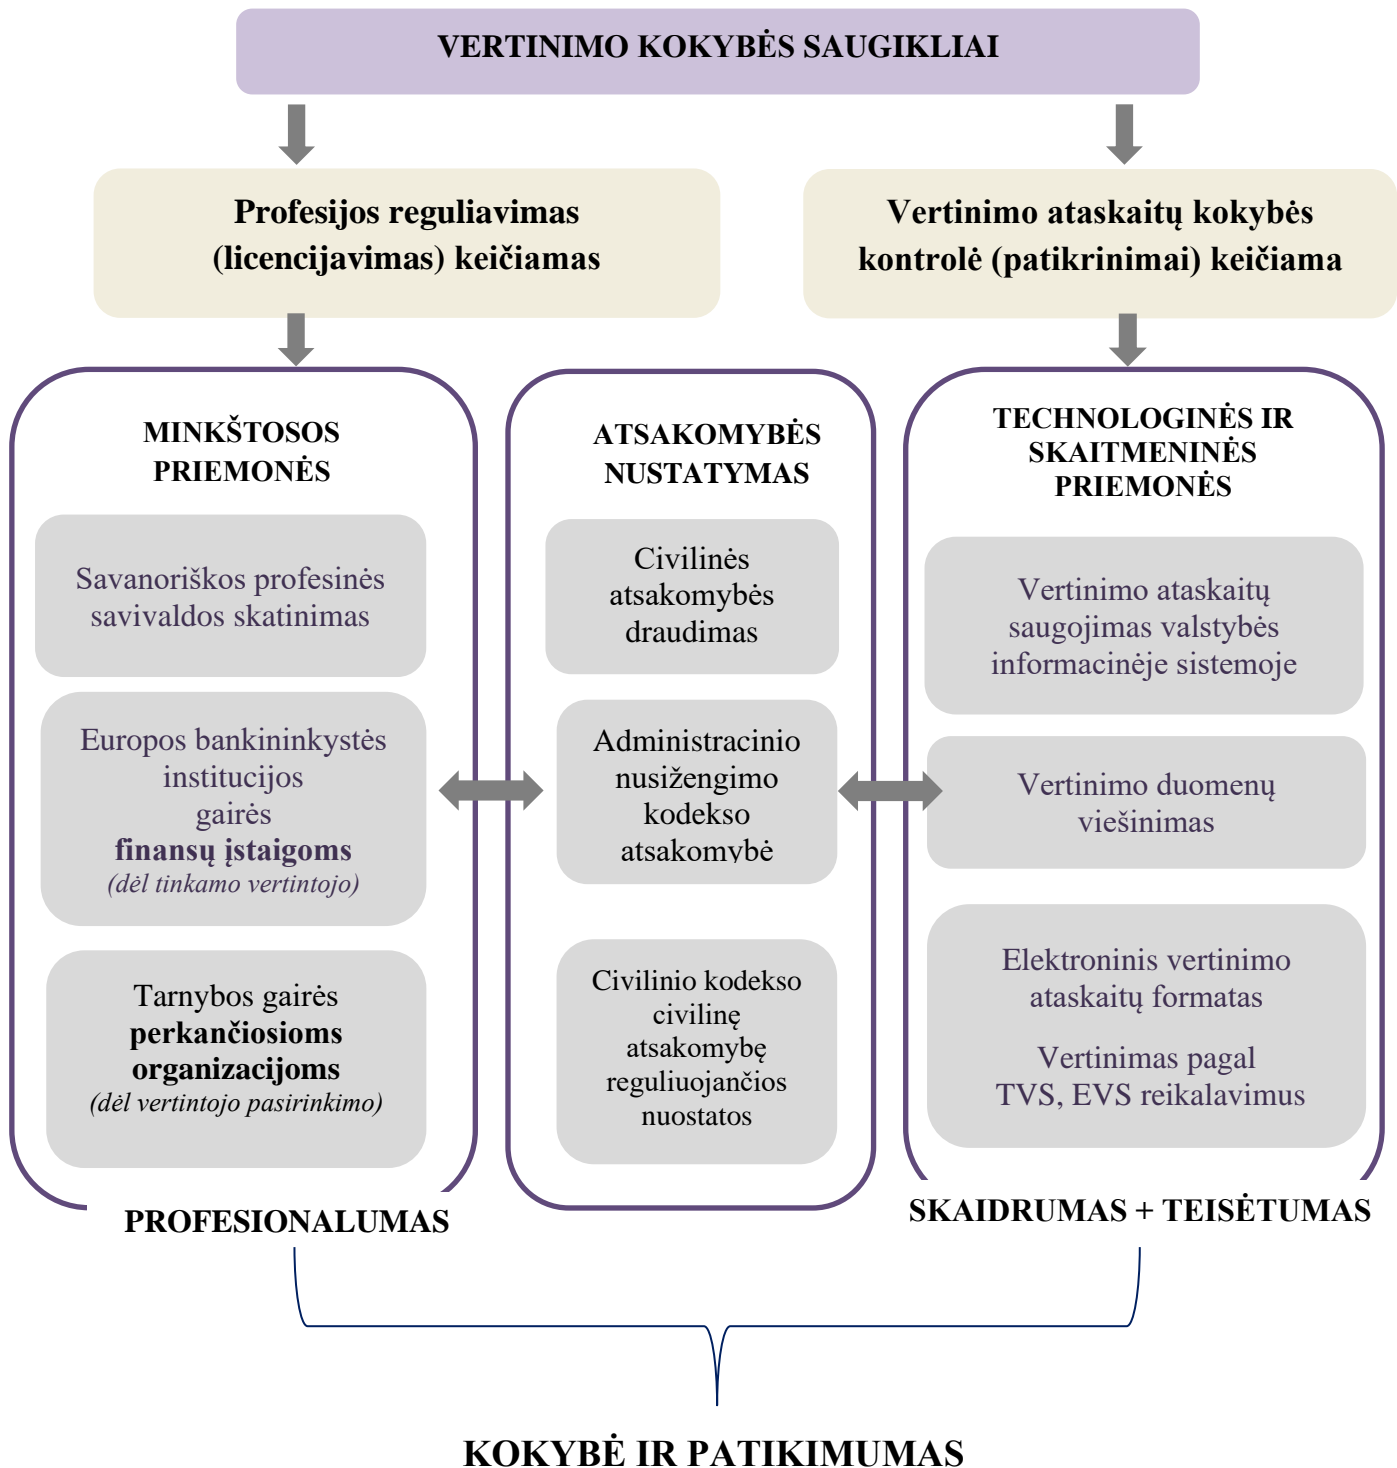 VERTINIMO KOKYBĖS SAUGIKLIAI
Profesijos reguliavimas
(licencijavimas) keičiamas
Vertinimo ataskaitų kokybės
kontrolė (patikrinimai) keičiama
MINKŠTOSOS
PRIEMONĖS
Savanoriškos profesinės
savivaldos skatinimas
Europos bankininkystės
institucijos
gairės
finansų įstaigoms
(dėl tinkamo vertintojo)
Tarnybos gairės
perkančiosioms
organizacijoms
(dėl vertintojo pasirinkimo)
PROFESIONALUMAS
ATSAKOMYBĖS
NUSTATYMAS
Civilinės
atsakomybės
draudimas
Administracinio
nusižengimo
kodekso
atsakomybė
Civilinio kodekso
civilinę
atsakomybę
reguliuojančios
nuostatos
TECHNOLOGINĖS IR
SKAITMENINĖS
PRIEMONĖS
Vertinimo ataskaitų
saugojimas valstybės
informacinėje sistemoje
Vertinimo duomenų
viešinimas
Elektroninis vertinimo
ataskaitų formatas
Vertinimas pagal
TVS, EVS reikalavimus
SKAIDRUMAS + TEISĖTUMAS
KOKYBĖ IR PATIKIMUMAS